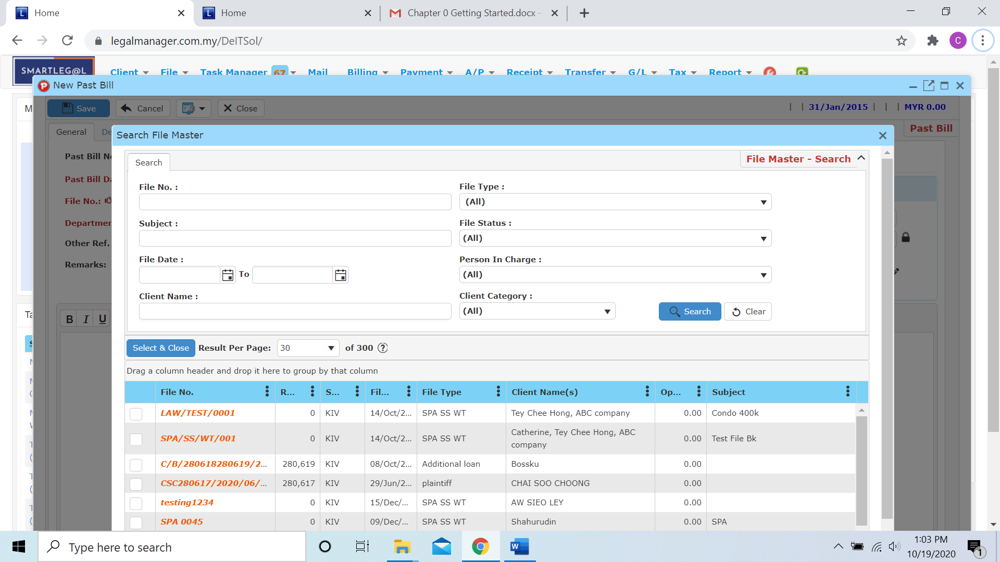 Home
Home
Chapter 0 Getting Started.docx -
legalmanager.com.my/DeITSol/
C
SMARTLEG@L
Client File Task Manager 67 Mail Billing Payment A/P Receipt Transfer G/L Tax Report
New Past Bill
Save Cancel Close
| | 31/Jan/2015 | | | MYR 0.00
General De
Past Bill
Search File Master
Search
File Master - Search
Past Bill
File No.:
Departmen
Other Ref.
Remarks:
B I U
File No. :
File Type :
(All)
Subject :
File Status :
(All)
File Date :
To
Person In Charge :
(All)
Client Name :
Client Category :
(All)
Search
Clear
Select & Close Result Per Page: 30 of 300 ?
Drag a column header and drop it here to group by that column
File No. R... S... Fil... File Type Client Name(s) Op... Subject
LAW/TEST/0001 0 KIV 14/Oct/2... SPA SS WT Tey Chee Hong, ABC company 0.00 Condo 400k
SPA/SS/WT/001 0 KIV 14/Oct/2... SPA SS WT Catherine, Tey Chee Hong, ABC company 0.00 Test File Bk
C/B/280618280619/2... 280,619 KIV 08/Oct/2... Additional loan Bossku 0.00
CSC280617/2020/06/... 280,617 KIV 29/Jun/2... plaintiff CHAI SOO CHOONG 0.00
testing1234 0 KIV 15/Dec/... SPA SS WT AW SIEO LEY 0.00
SPA 0045 0 KIV 09/Dec/... SPA SS WT Shahurudin 0.00 SPA
Type here to search
1:03 PM
10/19/2020
1